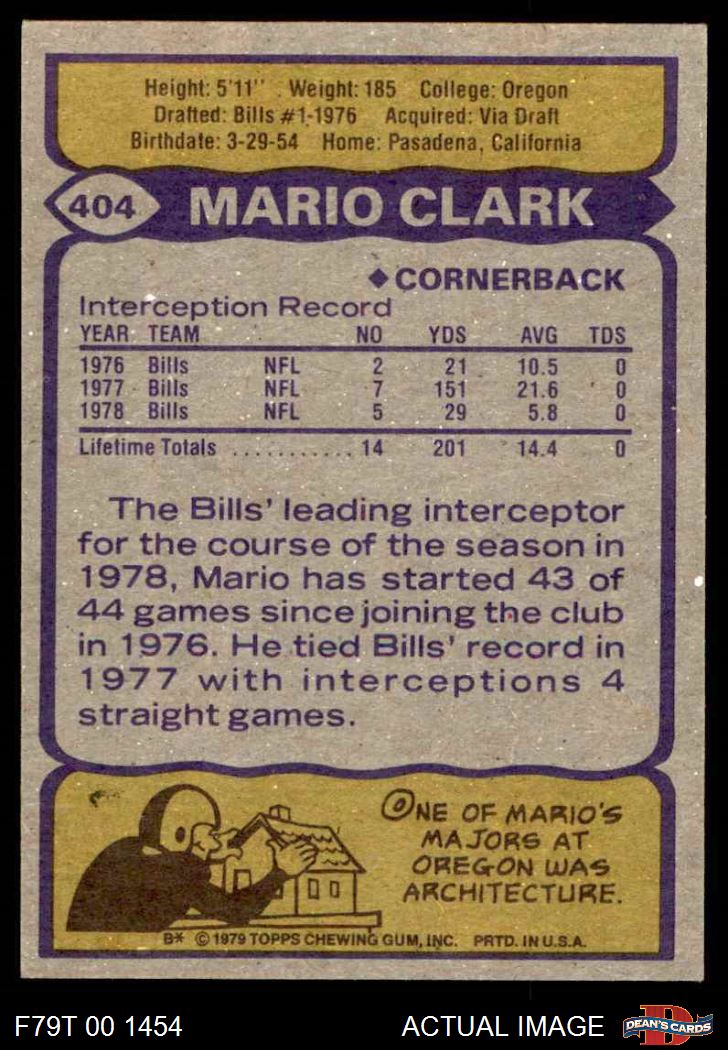 Height: 5'11" Weight: 185 College: Oregon
Drafted: Bills #1-1976 Acquired: Via Draft
Birthdate: 3-29-54 Home: Pasadena, California
404 MARIO CLARK
◆ CORNERBACK
Interception Record
YEAR TEAM NO YDS AVG TDS
1976 Bills NFL 2 21 10.5 0
1977 Bills NFL 7 151 21.6 0
1978 Bills NFL 5 29 5.8 0
Lifetime Totals ........... 14 201 14.4 0
The Bills' leading interceptor
for the course of the season in
1978, Mario has started 43 of
44 games since joining the club
in 1976. He tied Bills' record in
1977 with interceptions 4
straight games.
ONE OF MARIO'S
MAJORS AT
OREGON WAS
ARCHITECTURE.
B* © 1979 TOPPS CHEWING GUM, INC. PRTD. IN U.S.A.
F79T 00 1454 ACTUAL IMAGE D DEAN'S CARDS